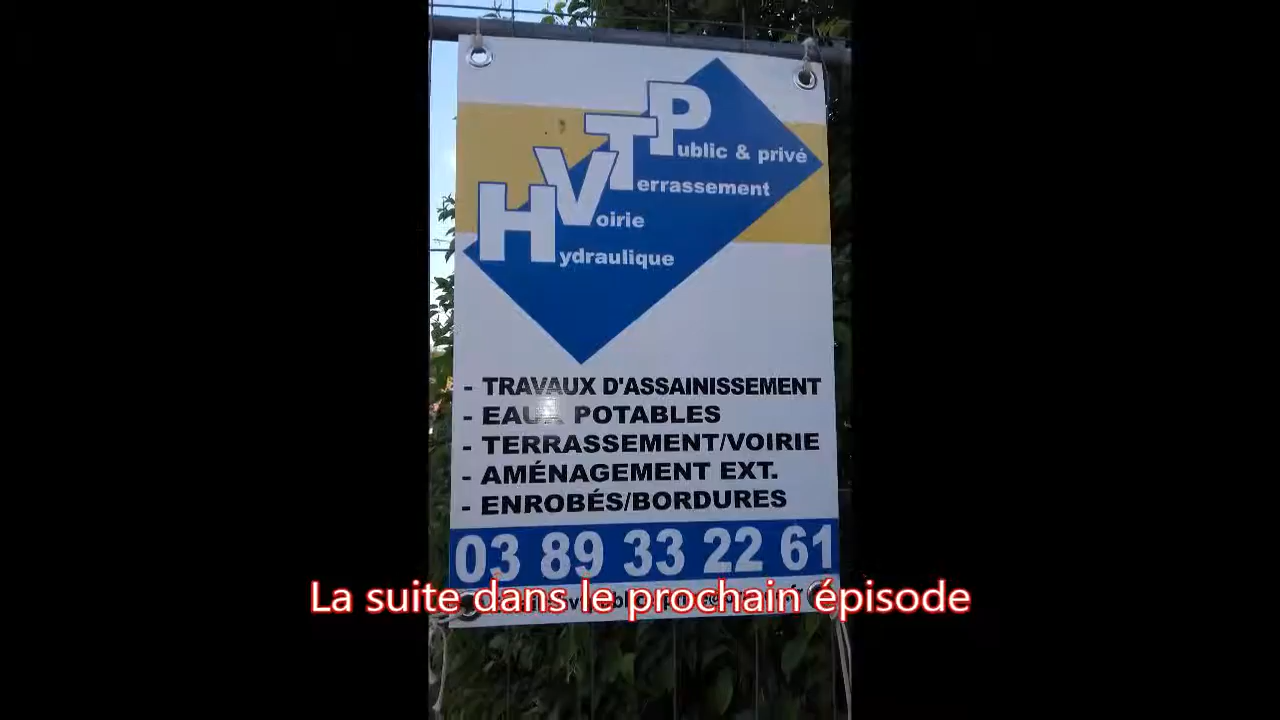 Public & privé
Terrassement
Voirie
Hydraulique
- TRAVAUX D'ASSAINISSEMENT
- EAUX POTABLES
- TERRASSEMENT/VOIRIE
- AMÉNAGEMENT EXT.
- ENROBÉS/BORDURES
03 89 33 22 61
La suite dans le prochain épisode